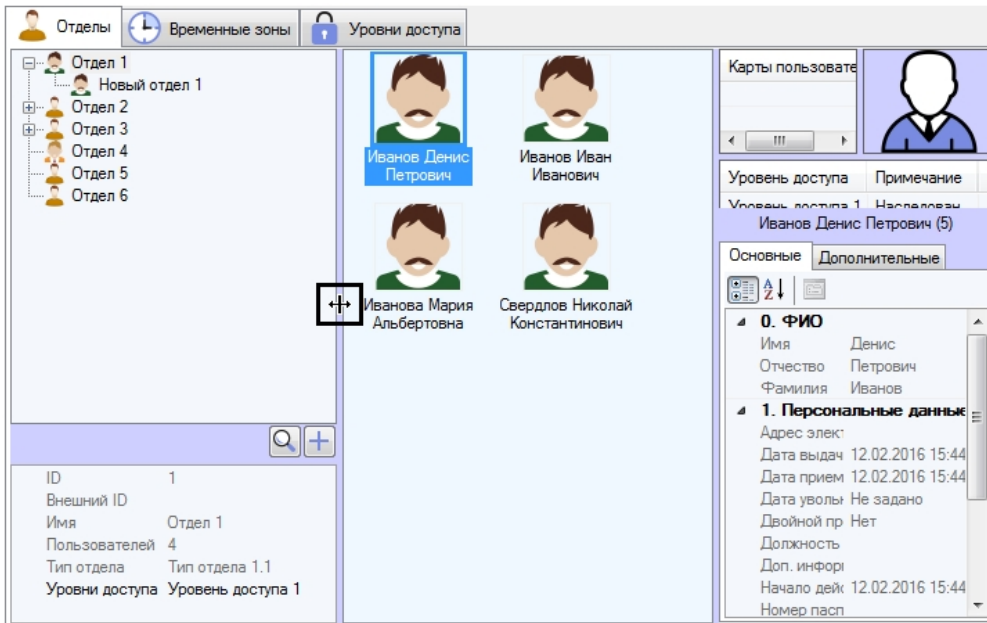 Отделы
Временные зоны
Уровни доступа
Отдел 1
Новый отдел 1
Отдел 2
Отдел 3
Отдел 4
Отдел 5
Отдел 6
ID 1
Внешний ID
Имя Отдел 1
Пользователей 4
Тип отдела Тип отдела 1.1
Уровни доступа Уровень доступа 1
Иванов Денис
Петрович
Иванов Иван
Иванович
Иванова Мария
Альбертовна
Свердлов Николай
Константинович
Карты пользовате
Уровень доступа Примечание
Уровень доступа 1 Наследован
Иванов Денис Петрович (5)
Основные Дополнительные
0. ФИО
Имя Денис
Отчество Петрович
Фамилия Иванов
1. Персональные данные
Адрес элект
Дата выдач 12.02.2016 15:44
Дата прием 12.02.2016 15:44
Дата уволь Не задано
Двойной пр Нет
Должность
Доп. инфор
Начало дейс 12.02.2016 15:44
Номер пасп